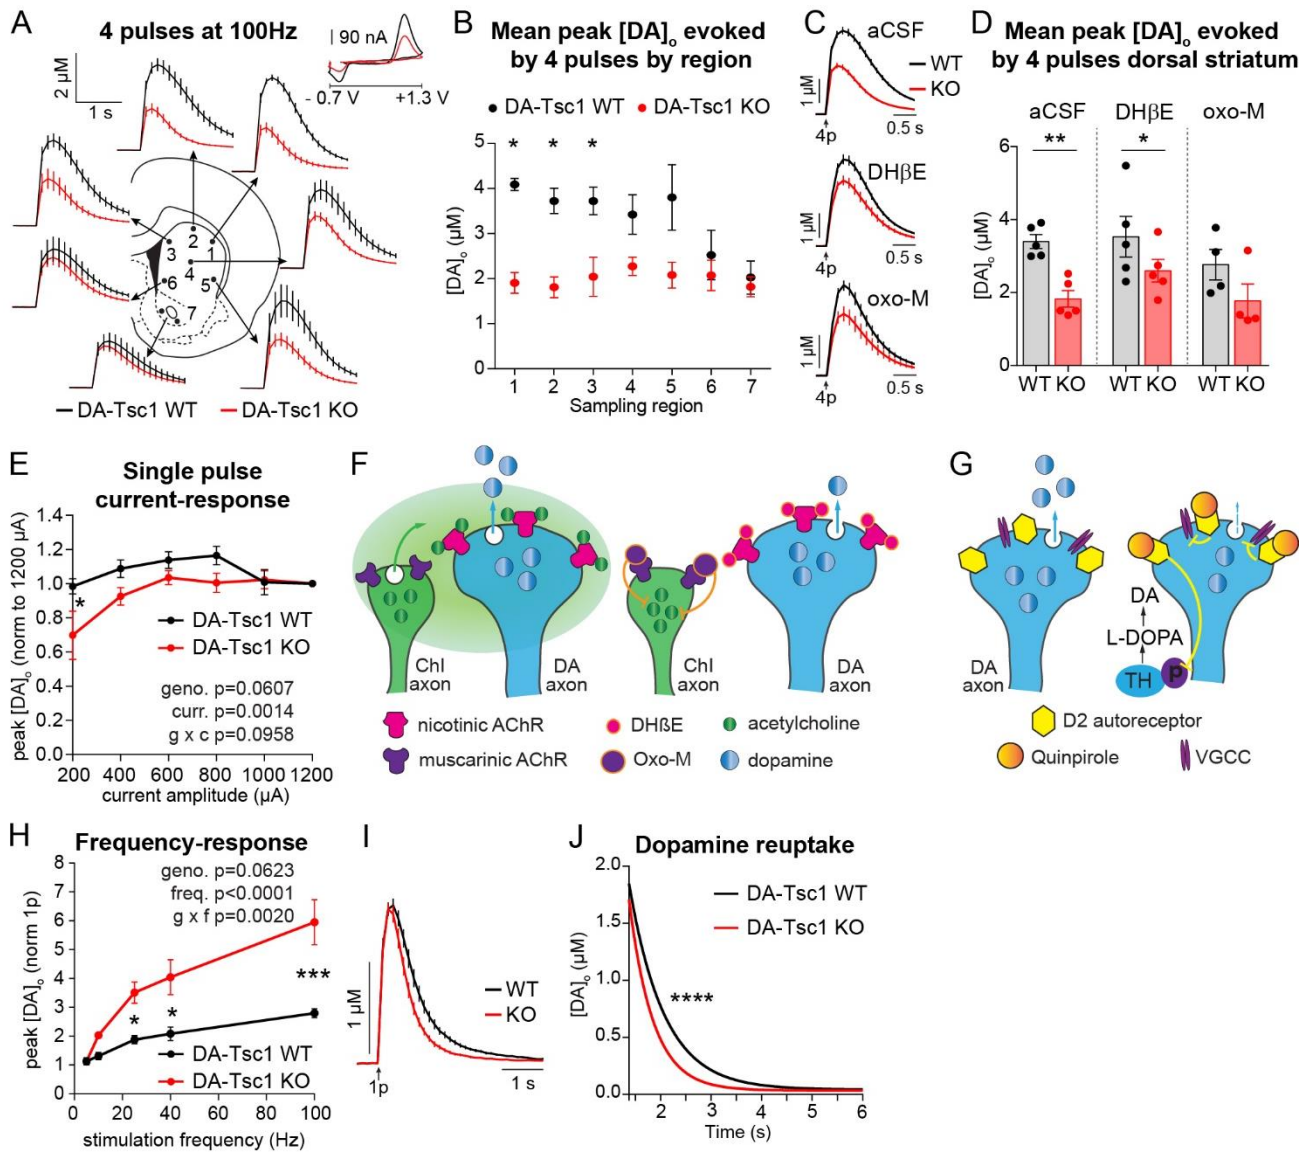 A
4 pulses at 100Hz
2 µM
1 s
90 nA
- 0.7 V
+1.3 V
1
2
3
4
5
6
7
DA-Tsc1 WT
DA-Tsc1 KO
B
Mean peak [DA]o evoked
by 4 pulses by region
DA-Tsc1 WT
DA-Tsc1 KO
[DA]o (µM)
5
4
3
2
1
0
*
*
*
1
2
3
4
5
6
7
Sampling region
C
aCSF
WT
KO
1 µM
4p
0.5 s
DHβE
1 µM
4p
0.5 s
oxo-M
1 µM
4p
0.5 s
D
Mean peak [DA]o evoked
by 4 pulses dorsal striatum
aCSF
DHβE
oxo-M
**
*
[DA]o (µM)
6
4
2
0
WT KO
WT KO
WT KO
E
Single pulse
current-response
peak [DA]o (norm to 1200 µA)
1.4
1.2
1.0
0.8
0.6
0.4
0.2
0.0
*
DA-Tsc1 WT
DA-Tsc1 KO
geno. p=0.0607
curr. p=0.0014
g x c p=0.0958
200
400
600
800
1000
1200
current amplitude (µA)
F
ChI
axon
DA
axon
ChI
axon
DA
axon
nicotinic AChR
DHßE
acetylcholine
muscarinic AChR
Oxo-M
dopamine
G
DA
L-DOPA
TH
P
DA
axon
D2 autoreceptor
Quinpirole
VGCC
H
Frequency-response
peak [DA]o (norm 1p)
8
7
6
5
4
3
2
1
0
geno. p=0.0623
freq. p<0.0001
g x f p=0.0020
*
*
***
DA-Tsc1 WT
DA-Tsc1 KO
0
20
40
60
80
100
stimulation frequency (Hz)
I
1 µM
WT
KO
1p
1 s
J
Dopamine reuptake
DA-Tsc1 WT
DA-Tsc1 KO
[DA]o (µM)
2.0
1.5
1.0
0.5
0.0
****
2
3
4
5
6
Time (s)